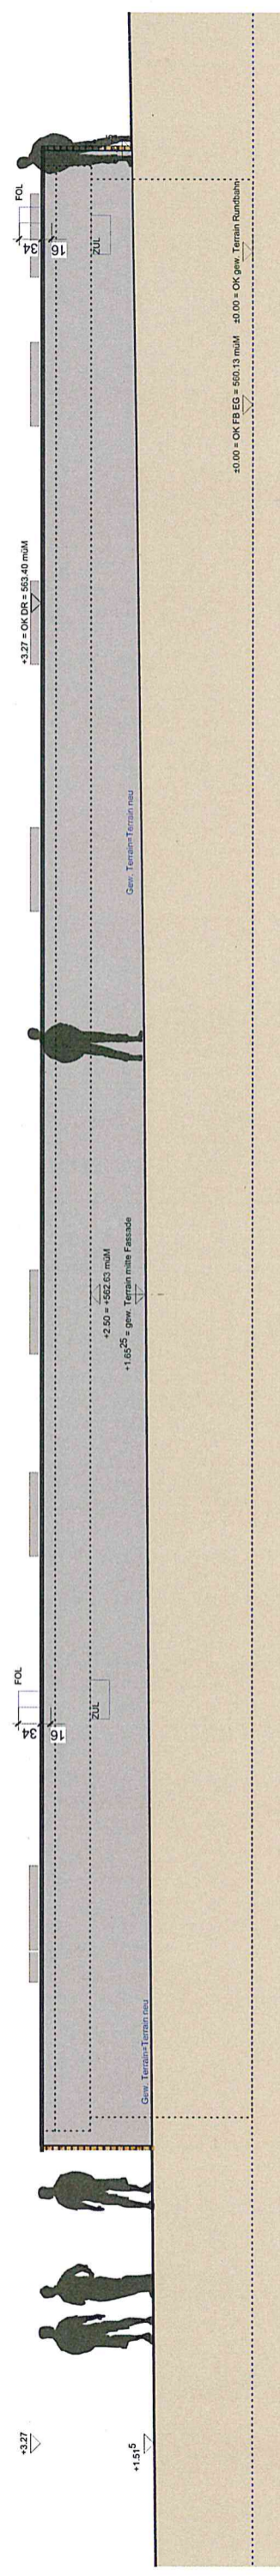 +3.27
+1.51⁵
Gew. Terrain=Terrain neu
FOL
34
16
ZUL
+2.50 = +562.63 müM
+1.65²⁵ = gew. Terrain mitte Fassade
Gew. Terrain=Terrain neu
+3.27 = OK DR = 563.40 müM
FOL
34
16
ZUL
±0.00 = OK FB EG = 560.13 müM
±0.00 = OK gew. Terrain Rundbahn